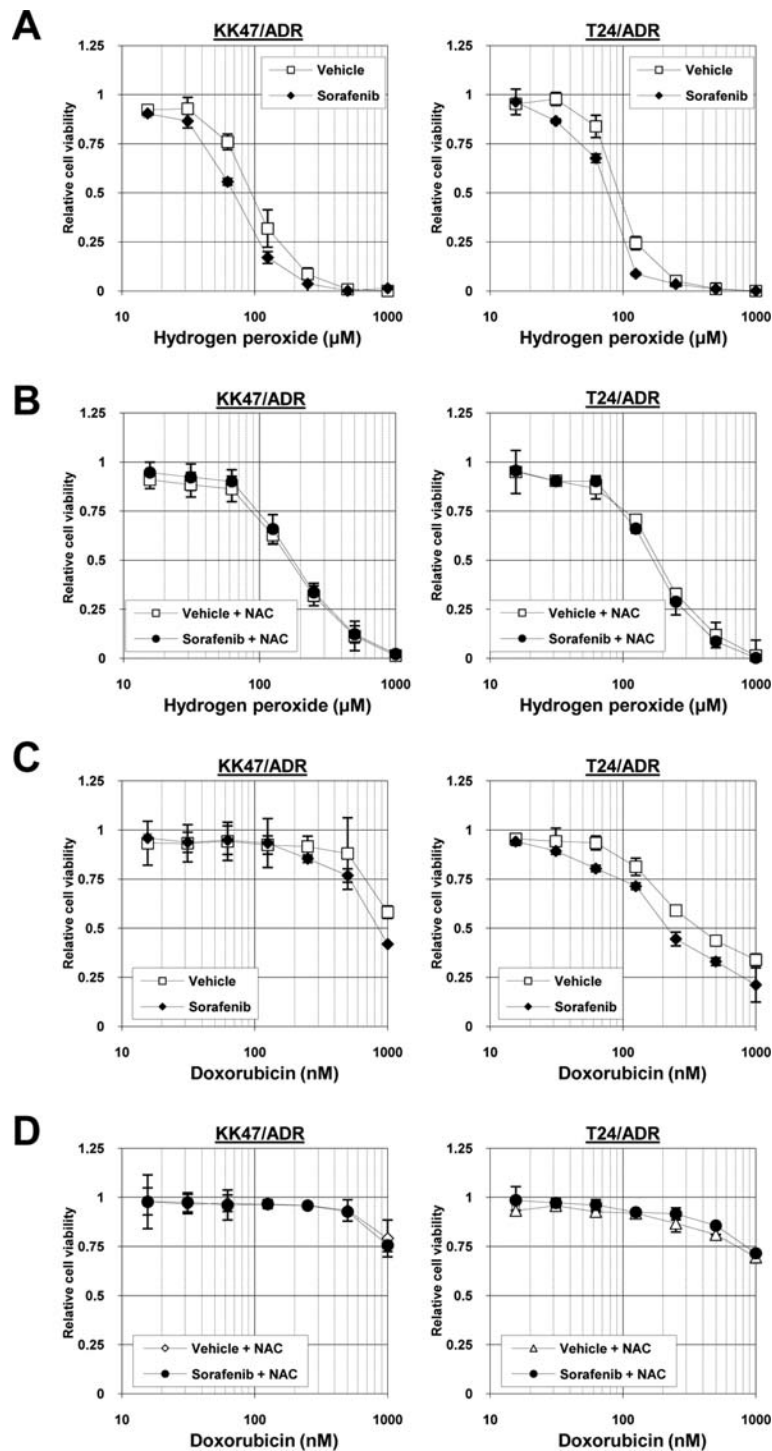 A
KK47/ADR
T24/ADR
Relative cell viability
1.25
1
0.75
0.5
0.25
0
Vehicle
Sorafenib
10
100
1000
Hydrogen peroxide (µM)
Relative cell viability
1.25
1
0.75
0.5
0.25
0
Vehicle
Sorafenib
10
100
1000
Hydrogen peroxide (µM)
B
KK47/ADR
T24/ADR
Relative cell viability
1.25
1
0.75
0.5
0.25
0
Vehicle + NAC
Sorafenib + NAC
10
100
1000
Hydrogen peroxide (µM)
Relative cell viability
1.25
1
0.75
0.5
0.25
0
Vehicle + NAC
Sorafenib + NAC
10
100
1000
Hydrogen peroxide (µM)
C
KK47/ADR
T24/ADR
Relative cell viability
1.25
1
0.75
0.5
0.25
0
Vehicle
Sorafenib
10
100
1000
Doxorubicin (nM)
Relative cell viability
1.25
1
0.75
0.5
0.25
0
Vehicle
Sorafenib
10
100
1000
Doxorubicin (nM)
D
KK47/ADR
T24/ADR
Relative cell viability
1.25
1
0.75
0.5
0.25
0
Vehicle + NAC
Sorafenib + NAC
10
100
1000
Doxorubicin (nM)
Relative cell viability
1.25
1
0.75
0.5
0.25
0
Vehicle + NAC
Sorafenib + NAC
10
100
1000
Doxorubicin (nM)